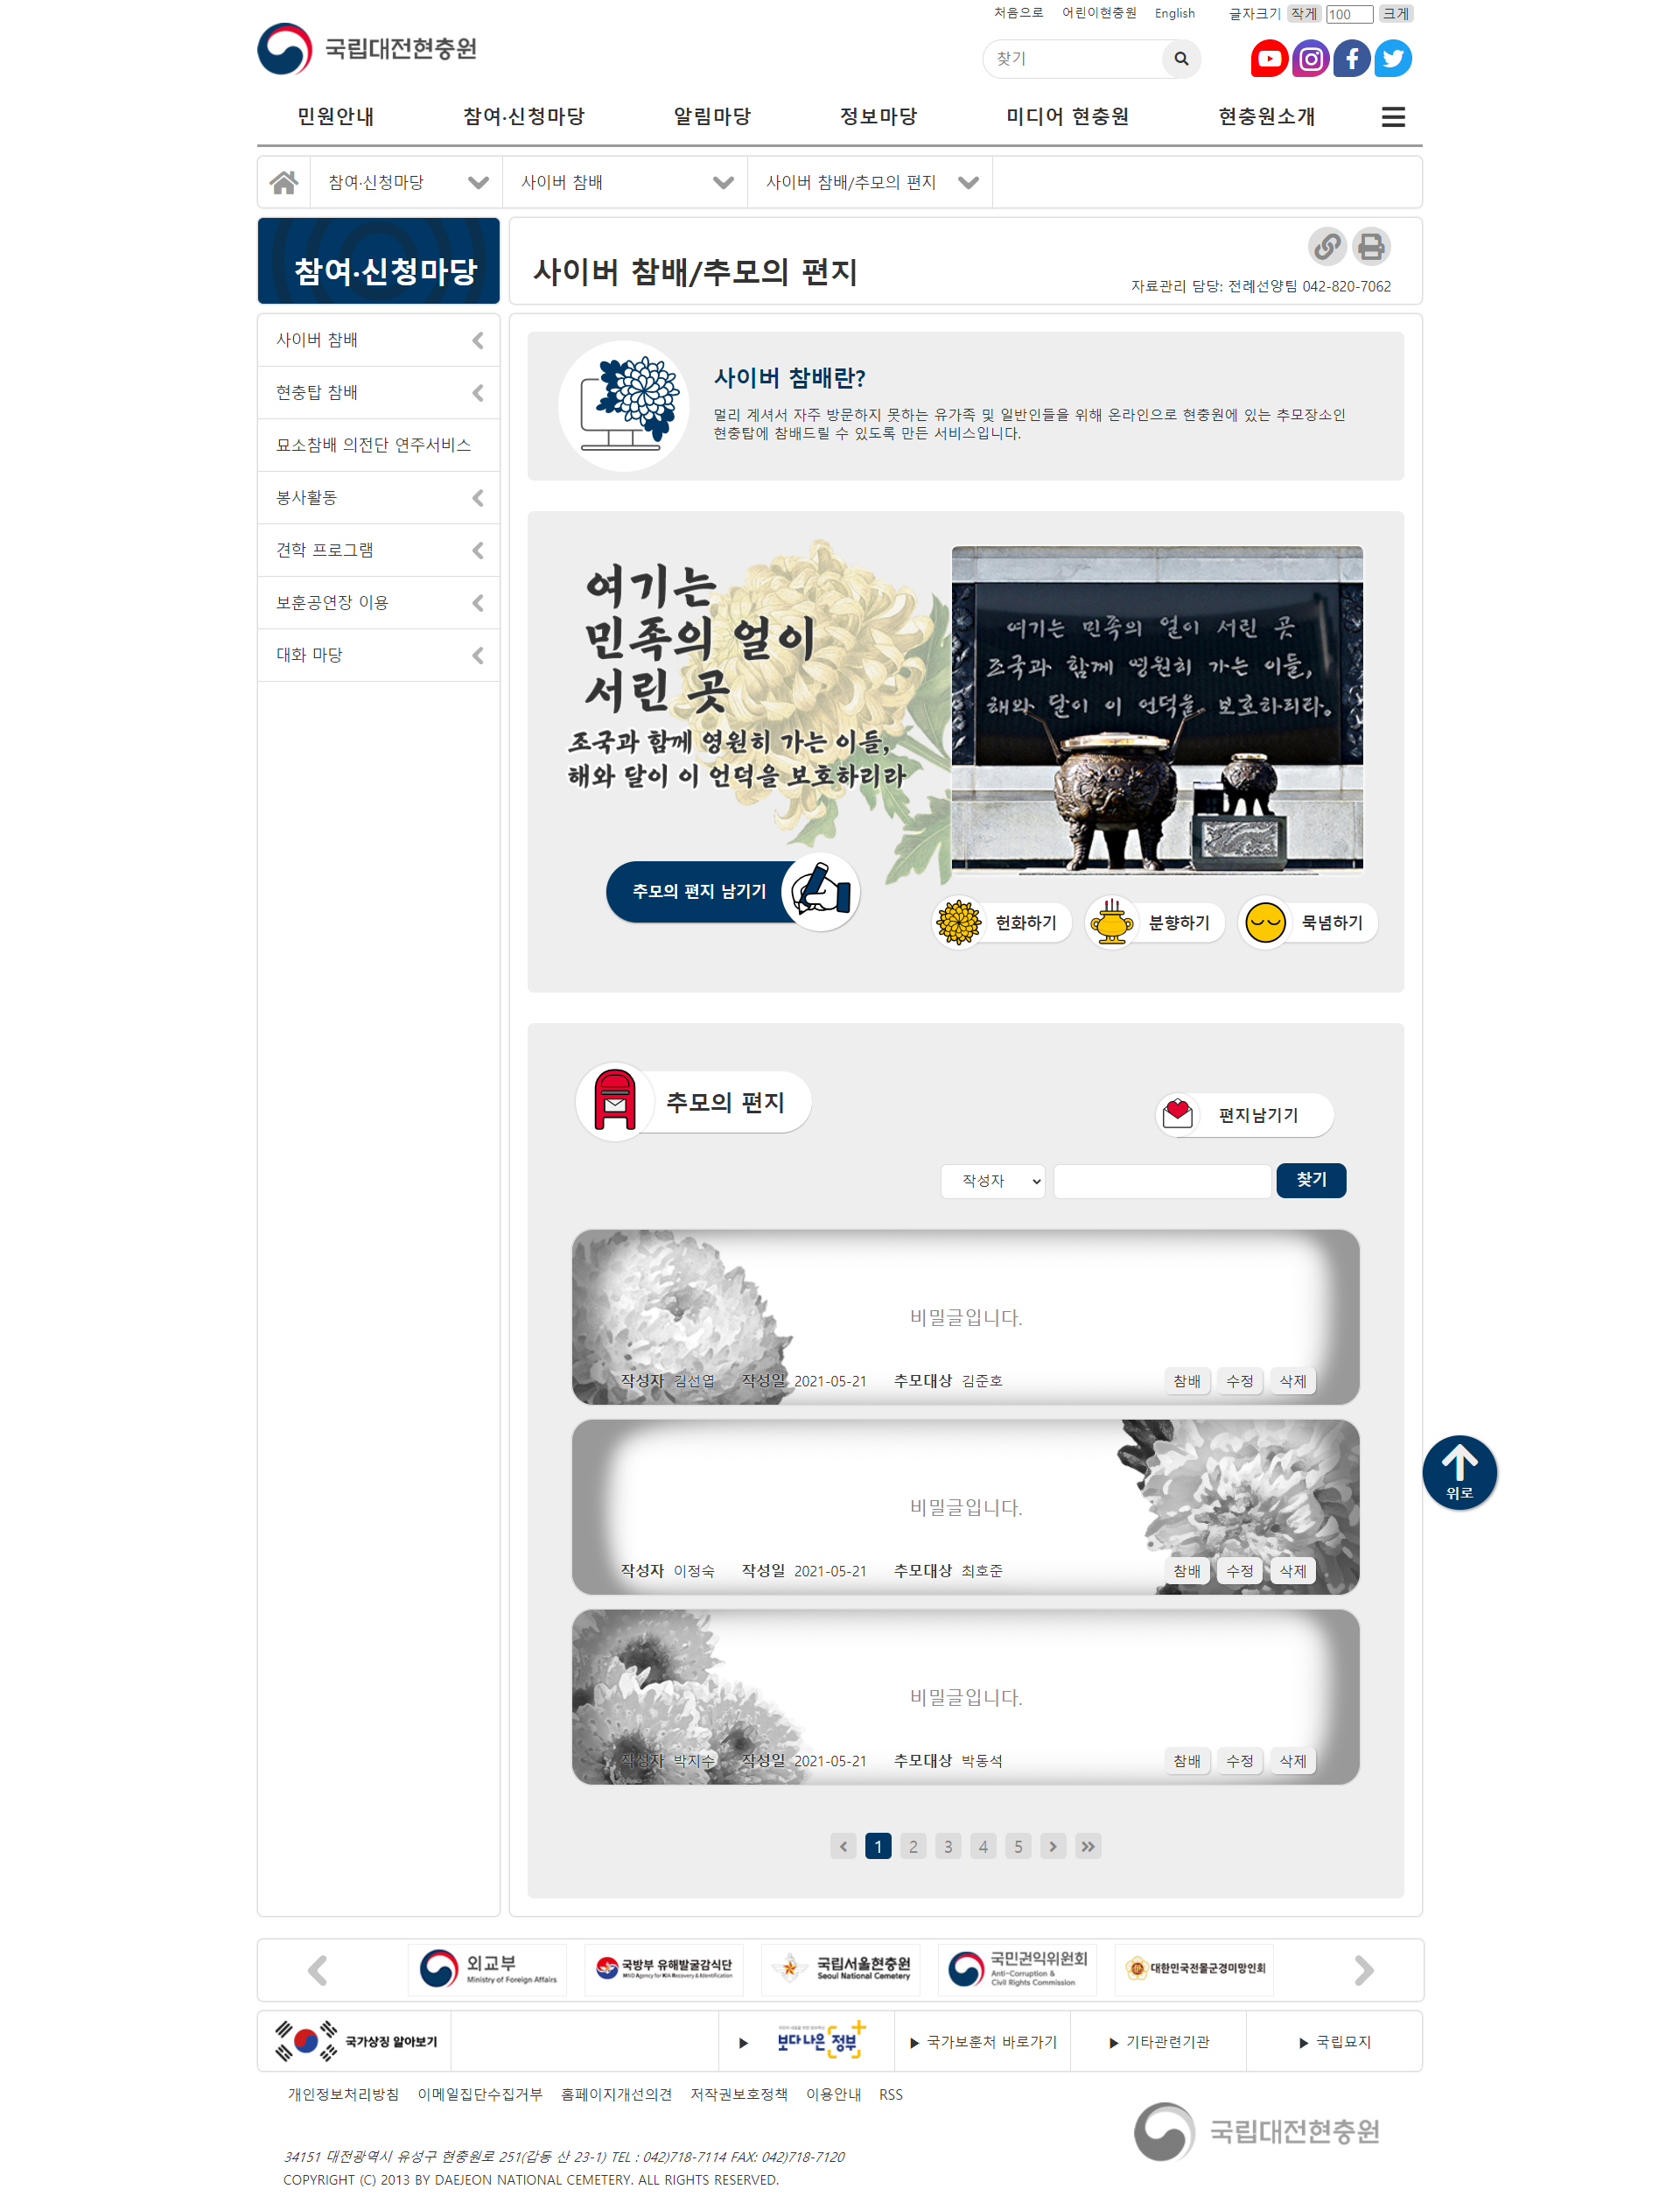 처음으로 어린이현충원 English 글자크기 작게 100 크게
국립대전현충원
찾기
민원안내 참여·신청마당 알림마당 정보마당 미디어 현충원 현충원소개
참여·신청마당 사이버 참배 사이버 참배/추모의 편지
참여·신청마당
사이버 참배/추모의 편지
자료관리 담당: 전례선양팀 042-820-7062
사이버 참배
현충탑 참배
묘소참배 의전단 연주서비스
봉사활동
견학 프로그램
보훈공연장 이용
대화 마당
사이버 참배란?
멀리 계셔서 자주 방문하지 못하는 유가족 및 일반인들을 위해 온라인으로 현충원에 있는 추모장소인
현충탑에 참배드릴 수 있도록 만든 서비스입니다.
여기는
민족의 얼이
서린 곳
조국과 함께 영원히 가는 이들,
해와 달이 이 언덕을 보호하리라
여기는 민족의 얼이 서린 곳
조국과 함께 영원히 가는 이들,
해와 달이 이 언덕을 보호하리라.
추모의 편지 남기기
헌화하기 분향하기 묵념하기
추모의 편지
편지남기기
작성자 찾기
비밀글입니다.
작성자 김선엽 작성일 2021-05-21 추모대상 김준호 참배 수정 삭제
비밀글입니다.
작성자 이정숙 작성일 2021-05-21 추모대상 최호준 참배 수정 삭제
위로
비밀글입니다.
작성자 박지수 작성일 2021-05-21 추모대상 박동석 참배 수정 삭제
1 2 3 4 5
외교부
Ministry of Foreign Affairs
국방부 유해발굴감식단
MND Agency for KIA Recovery & Identification
국립서울현충원
Seoul National Cemetery
국민권익위원회
Anti-Corruption &
Civil Rights Commission
대한민국전몰군경미망인회
국가상징 알아보기
▶ 보다나은 정부
▶ 국가보훈처 바로가기 ▶ 기타관련기관 ▶ 국립묘지
개인정보처리방침 이메일집단수집거부 홈페이지개선의견 저작권보호정책 이용안내 RSS
국립대전현충원
34151 대전광역시 유성구 현충원로 251(갑동 산 23-1) TEL : 042)718-7114 FAX: 042)718-7120
COPYRIGHT (C) 2013 BY DAEJEON NATIONAL CEMETERY. ALL RIGHTS RESERVED.